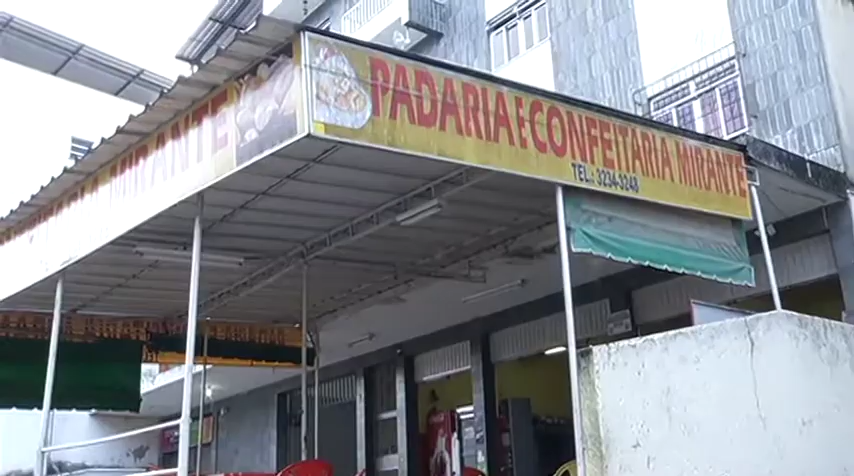 PADARIA E CONFEITARIA MIRANTE
TEL.: 3234-3248
MIRANTE